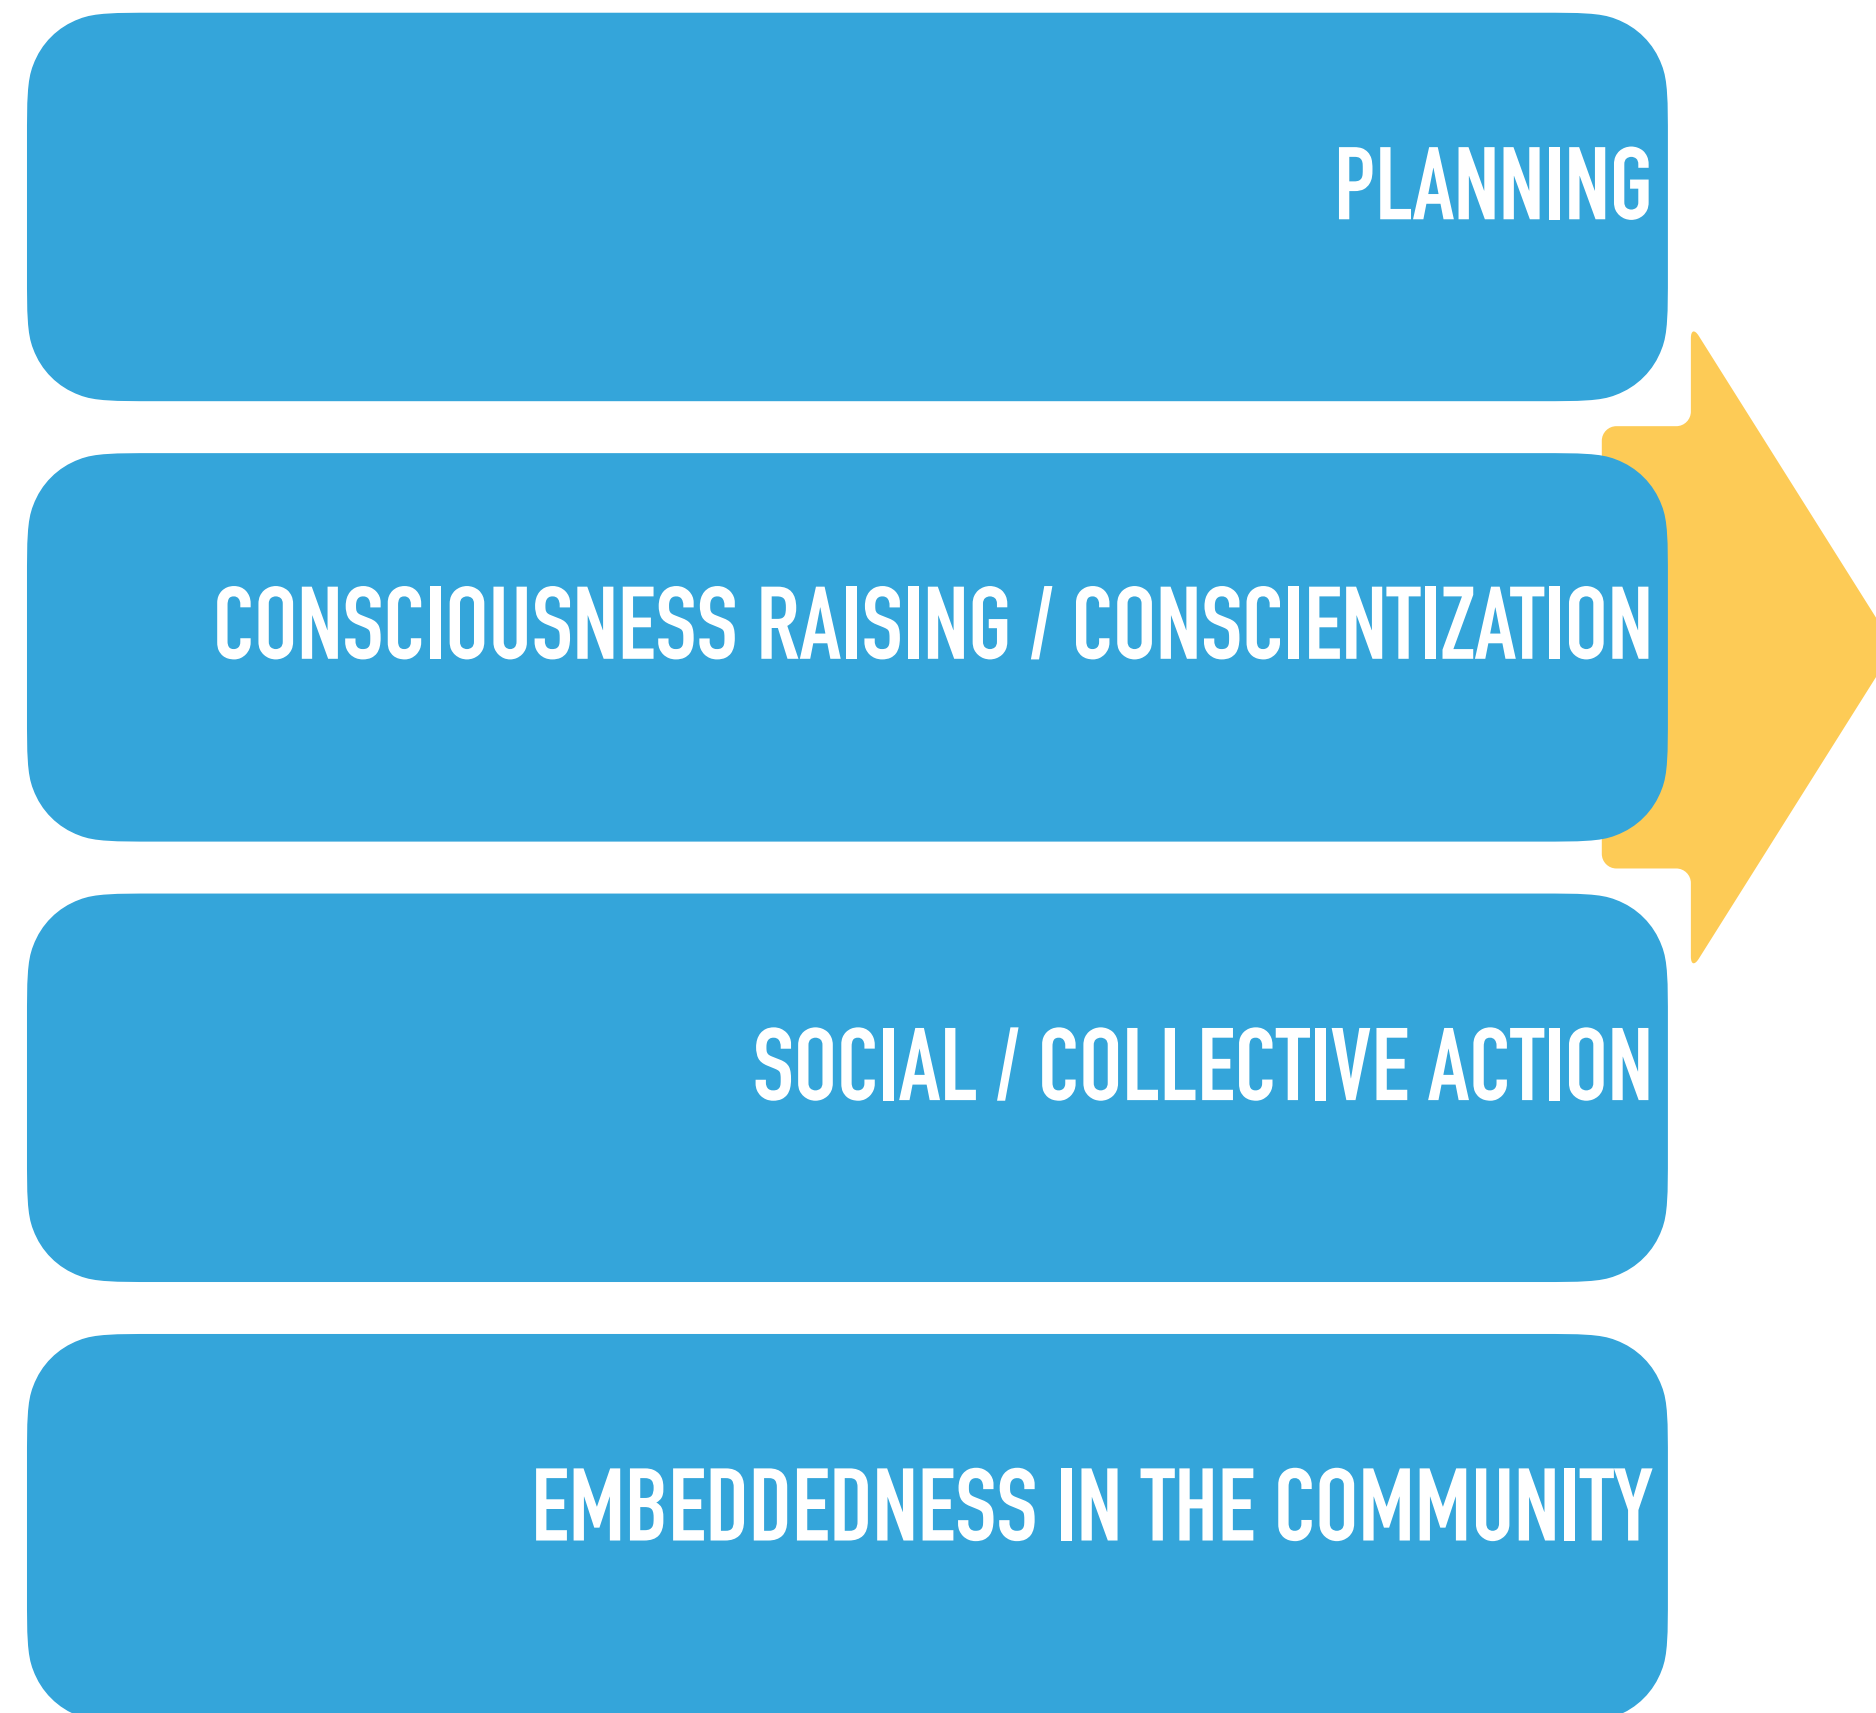 PLANNING
CONSCIOUSNESS RAISING / CONSCIENTIZATION
SOCIAL / COLLECTIVE ACTION
EMBEDDEDNESS IN THE COMMUNITY